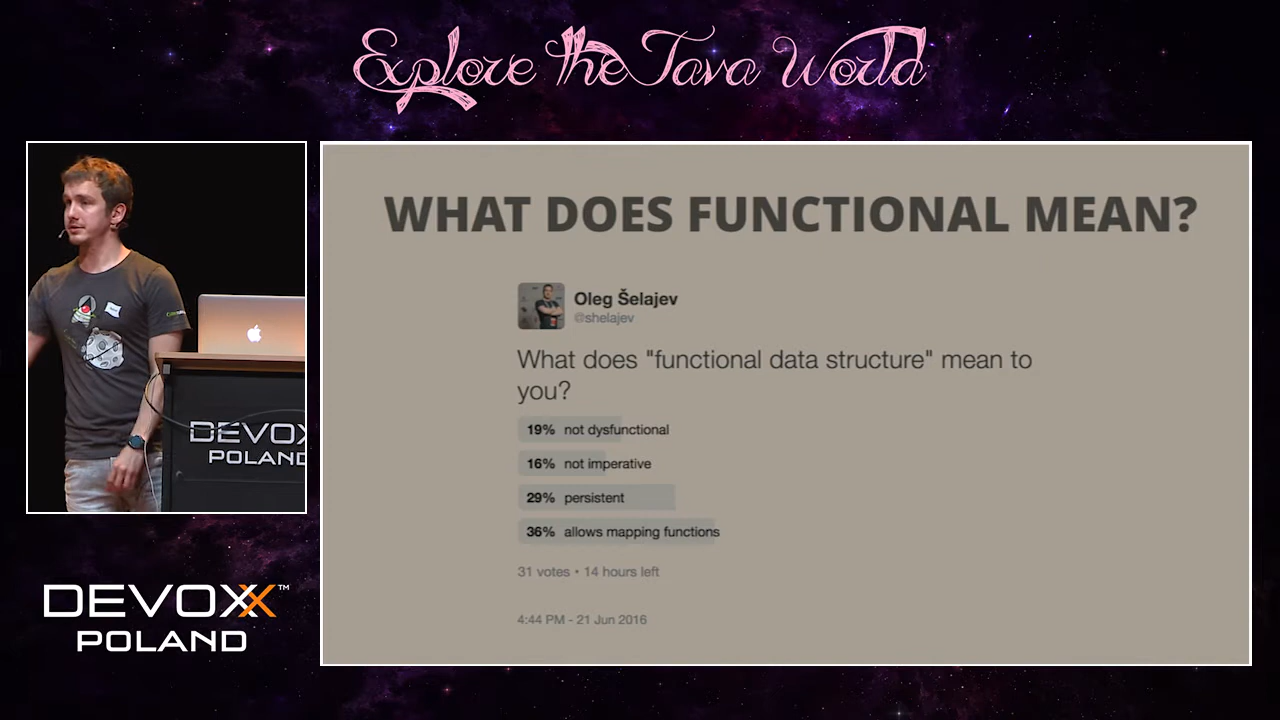 Explore the Java World
WHAT DOES FUNCTIONAL MEAN?
Oleg Šelajev
@shelajev
What does "functional data structure" mean to
you?
19% not dysfunctional
16% not imperative
29% persistent
36% allows mapping functions
31 votes • 14 hours left
4:44 PM - 21 Jun 2016
DEVOX
POLAND
DEVOXX™
POLAND